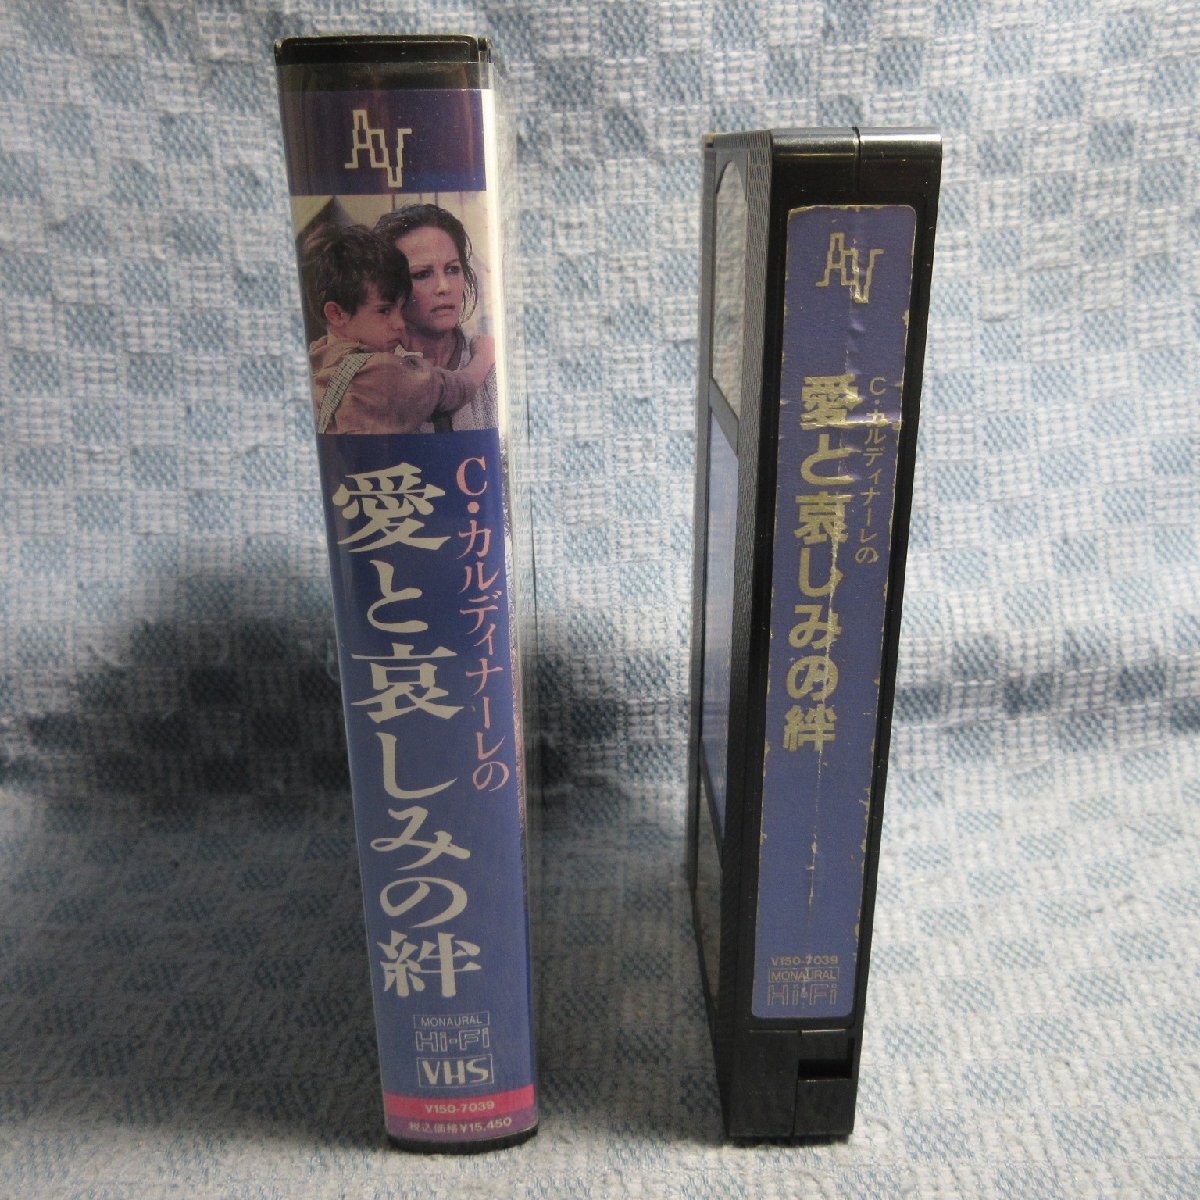 AV
C・カルディナーレの
愛と哀しみの絆
MONAURAL
Hi-Fi
VHS
V150-7039
税込価格¥15,450
AV
C・カルディナーレの
愛と哀しみの絆
V150-7039
MONAURAL
Hi-Fi